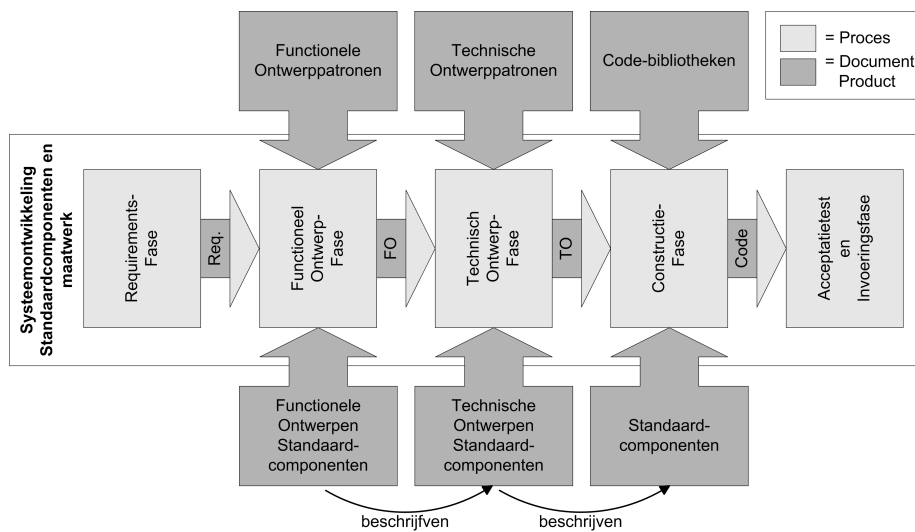 Functionele
Ontwerppatronen
Technische
Ontwerppatronen
Code-bibliotheken
= Proces
= Document
Product
Systeemontwikkeling
Standaardcomponenten en
maatwerk
Requirements-
Fase
Req.
Functioneel
Ontwerp-
Fase
FO
Technisch
Ontwerp-
Fase
TO
Constructie-
Fase
Code
Acceptatietest
en
Invoeringsfase
Functionele
Ontwerpen
Standaard-
componenten
Technische
Ontwerpen
Standaard-
componenten
Standaard-
componenten
beschrijfven
beschrijven